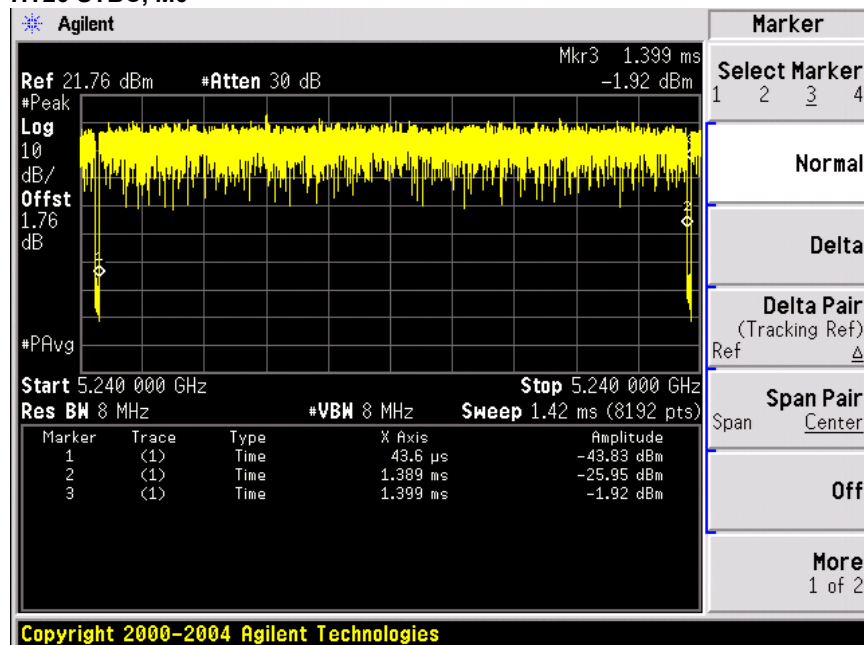 Agilent
Marker
Mkr3 1.399 ms
Ref 21.76 dBm #Atten 30 dB -1.92 dBm
#Peak
Log
10
dB/
Offst
1.76
dB
1
2
#PAvg
Start 5.240 000 GHz Stop 5.240 000 GHz
Res BW 8 MHz #VBW 8 MHz Sweep 1.42 ms (8192 pts)
Marker Trace Type X Axis Amplitude
1 (1) Time 43.6 µs -43.83 dBm
2 (1) Time 1.389 ms -25.95 dBm
3 (1) Time 1.399 ms -1.92 dBm
Select Marker
1 2 3 4
Normal
Delta
Delta Pair
(Tracking Ref)
Ref Δ
Span Pair
Span Center
Off
More
1 of 2
Copyright 2000-2004 Agilent Technologies